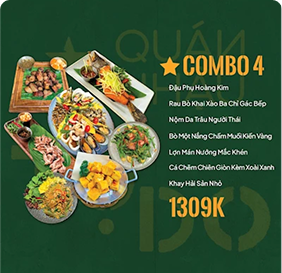 QUÁN
COMBO 4
Đậu Phụ Hoàng Kim
Rau Bò Khai Xào Ba Chỉ Gác Bếp
Nộm Da Trâu Người Thái
Bò Một Nắng Chấm Muối Kiến Vàng
Lợn Mán Nướng Mắc Khén
Cá Chẽm Chiên Giòn Kèm Xoài Xanh
Khay Hải Sản Nhỏ
1309K